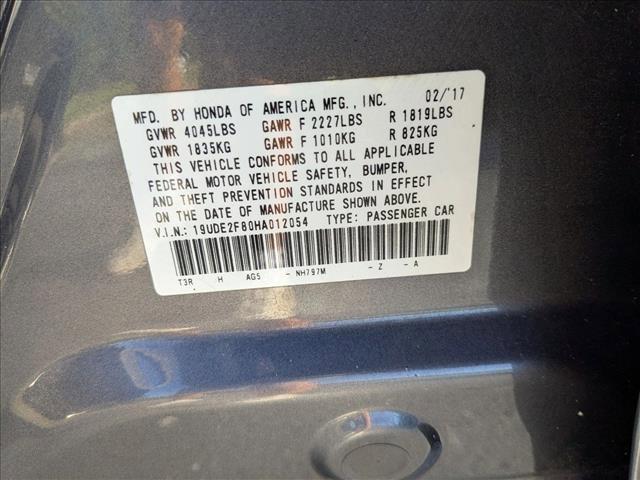 MFD. BY HONDA OF AMERICA MFG., INC. 02/'17
GVWR 4045LBS GAWR F 2227LBS R 1819LBS
GVWR 1835KG GAWR F 1010KG R 825KG
THIS VEHICLE CONFORMS TO ALL APPLICABLE
FEDERAL MOTOR VEHICLE SAFETY, BUMPER,
AND THEFT PREVENTION STANDARDS IN EFFECT
ON THE DATE OF MANUFACTURE SHOWN ABOVE.
V.I.N.: 19UDE2F80HA012054 TYPE: PASSENGER CAR
T3R H AG5 - NH797M - Z - A